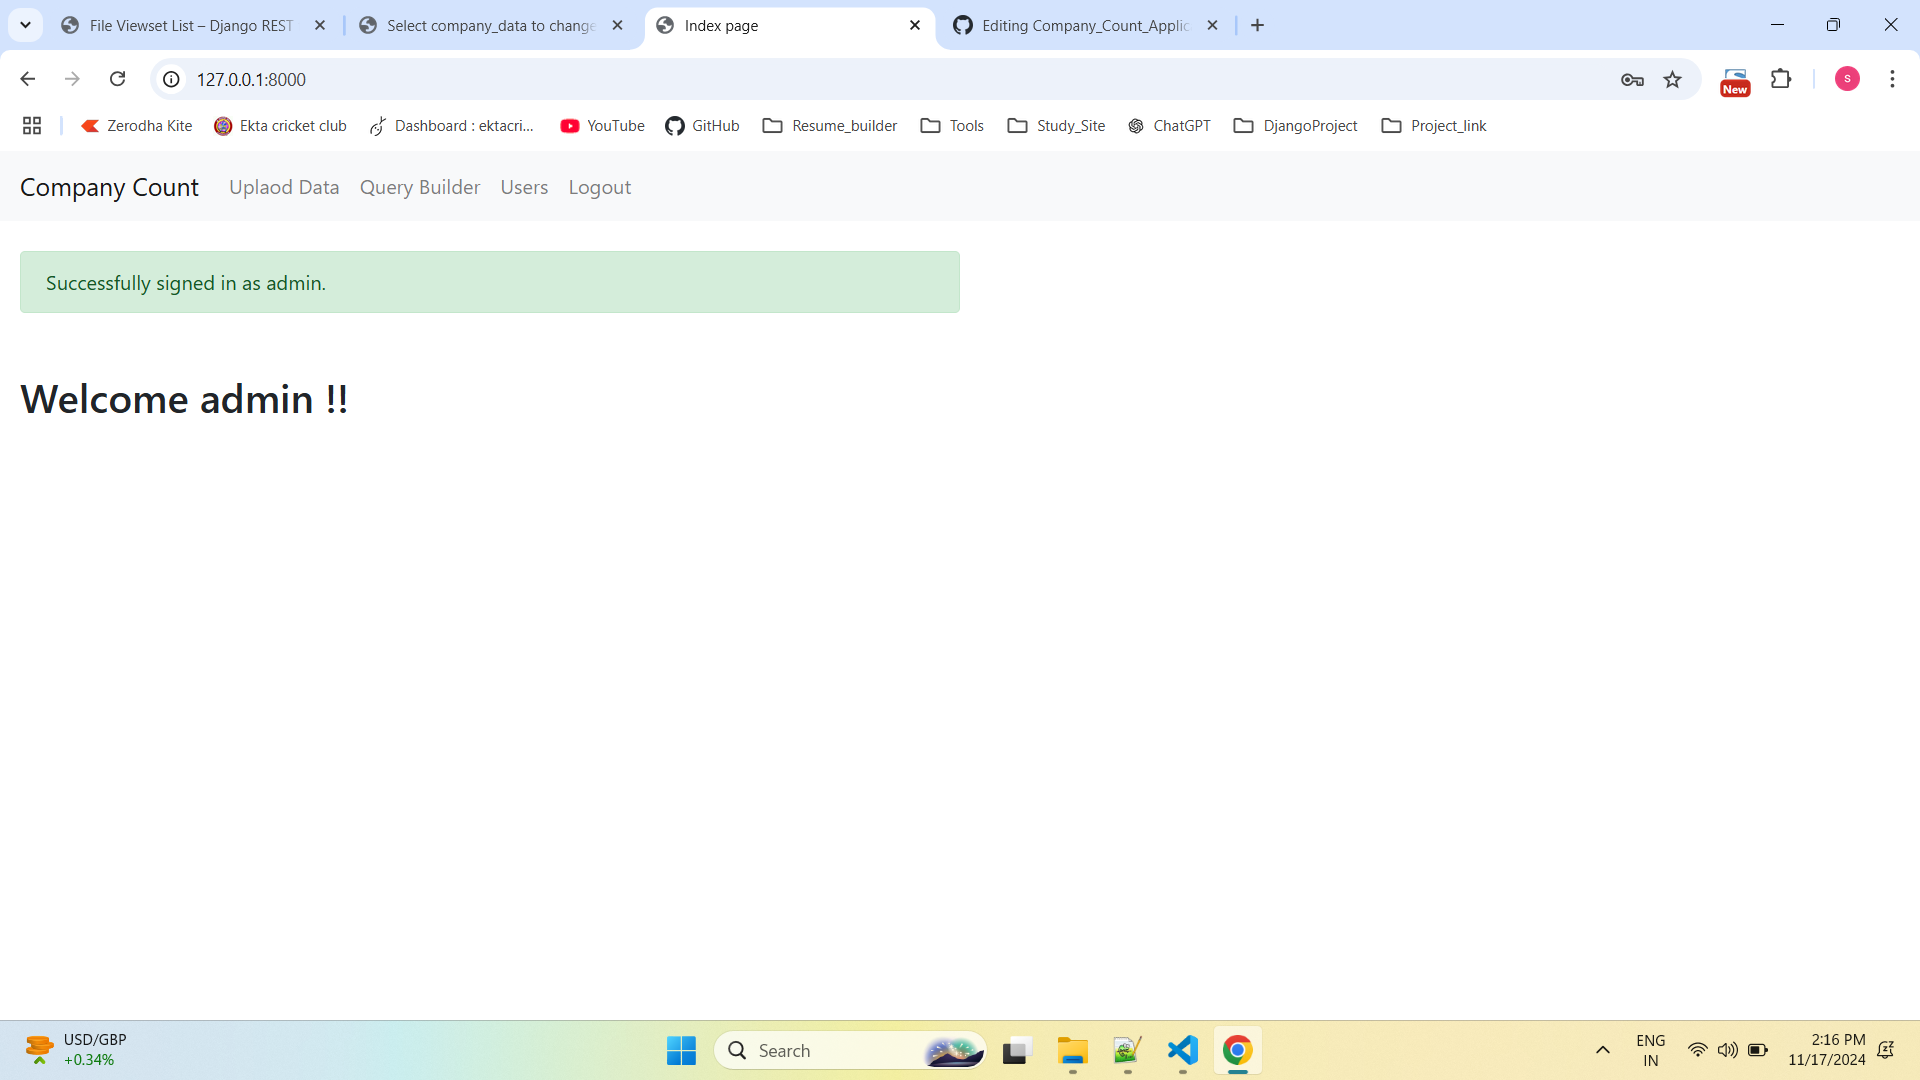 File Viewset List – Django REST
Select company_data to change
Index page
Editing Company_Count_Applic
127.0.0.1:8000
New
S
Zerodha Kite
Ekta cricket club
Dashboard : ektacri...
YouTube
GitHub
Resume_builder
Tools
Study_Site
ChatGPT
DjangoProject
Project_link
Company Count
Uplaod Data
Query Builder
Users
Logout
Successfully signed in as admin.
Welcome admin !!
USD/GBP
+0.34%
Search
ENG
IN
2:16 PM
11/17/2024